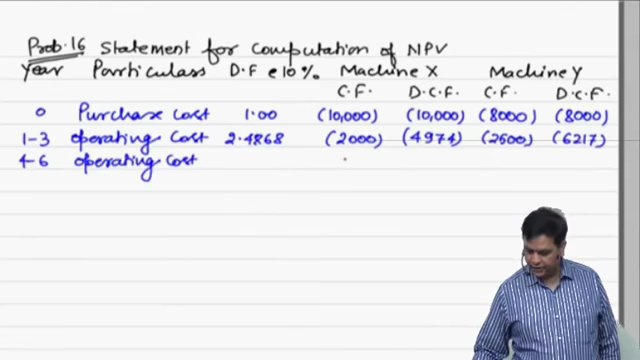 Prob. 16 Statement for Computation of NPV
Year Particulars D.F @ 10% Machine X Machine Y
C.F. D.C.F. C.F. D.C.F.
0 Purchase Cost 1.00 (10,000) (10,000) (8000) (8000)
1-3 Operating Cost 2.4868 (2000) (4974) (2500) (6217)
4-6 Operating Cost